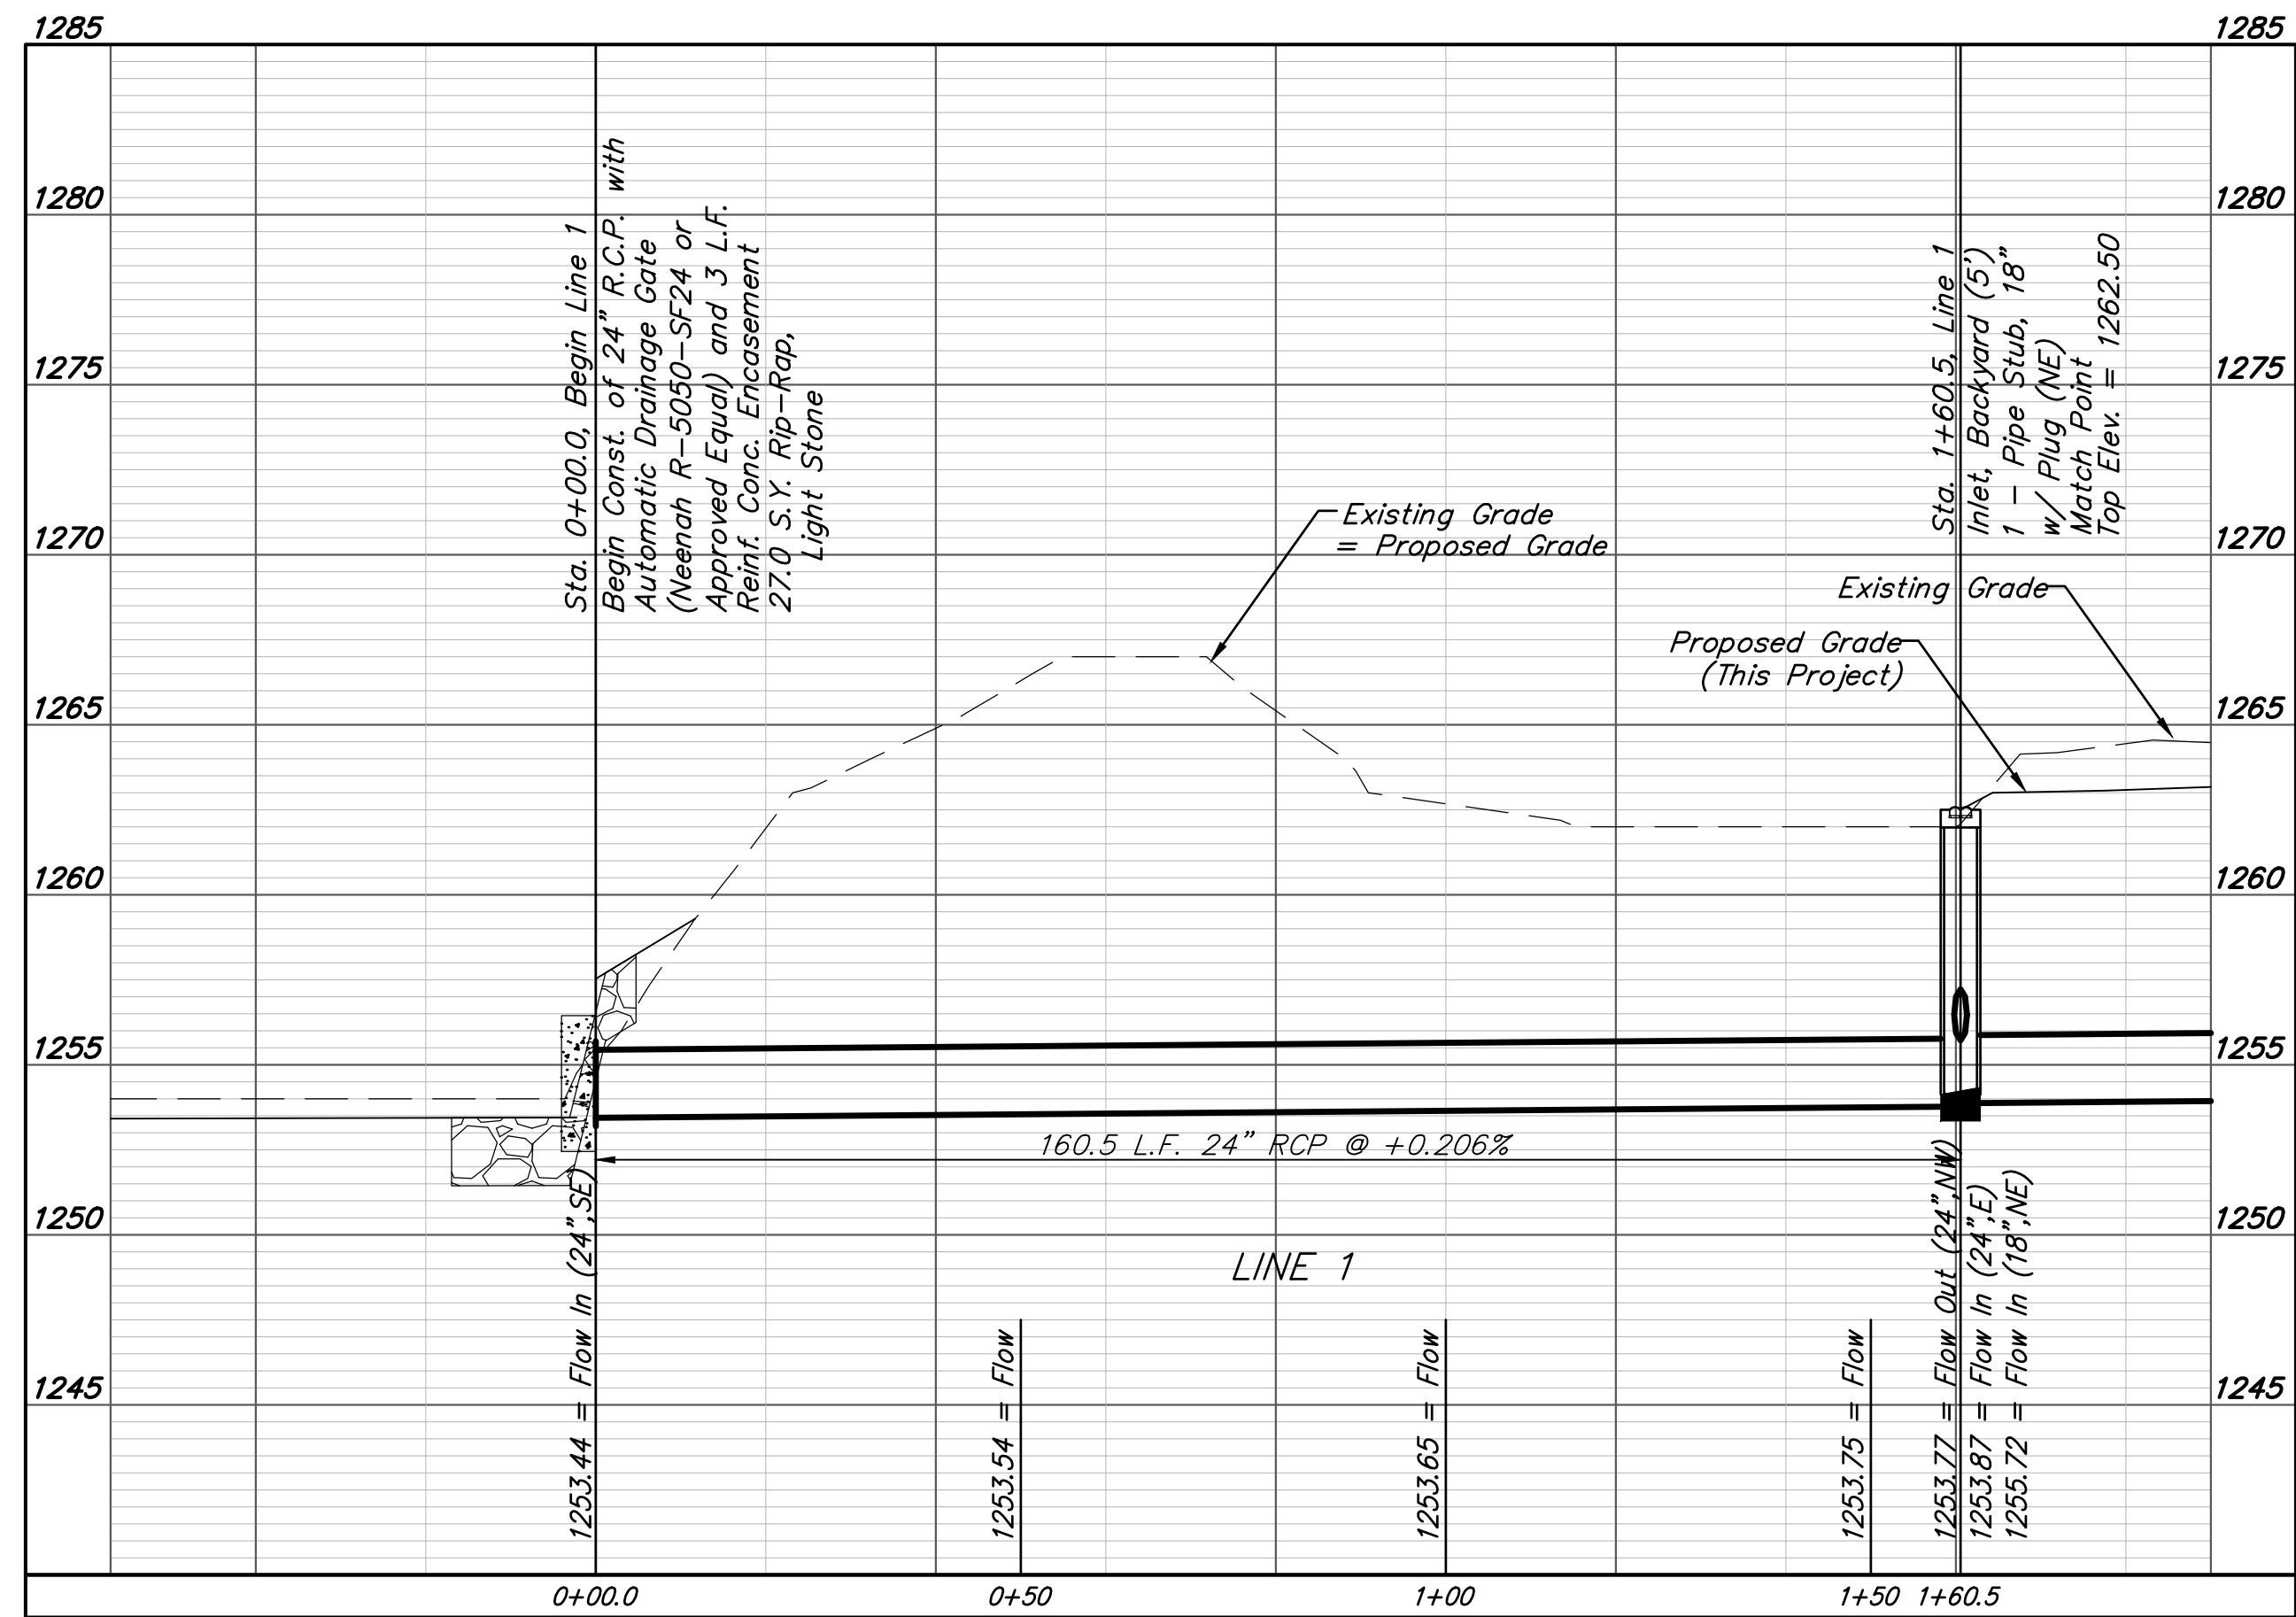 1285
1285
1280
1280
1275
1275
1270
1270
1265
1265
1260
1260
1255
1255
1250
1250
1245
1245
Sta. 0+00.0, Begin Line 1
Begin Const. of 24" R.C.P. with
Automatic Drainage Gate
(Neenah R-5050-SF24 or
Approved Equal) and 3 L.F.
Reinf. Conc. Encasement
27.0 S.Y. Rip-Rap,
Light Stone
Sta. 1+60.5, Line 1
Inlet, Backyard (5')
1 - Pipe Stub, 18"
w/ Plug (NE)
Match Point
Top Elev. = 1262.50
Existing Grade
= Proposed Grade
Existing Grade
Proposed Grade
(This Project)
160.5 L.F. 24" RCP @ +0.206%
LINE 1
1253.44 = Flow In (24",SE)
1253.54 = Flow
1253.65 = Flow
1253.75 = Flow
1253.77 = Flow Out (24",NW)
1253.87 = Flow In (24",E)
1255.72 = Flow In (18",NE)
0+00.0
0+50
1+00
1+50
1+60.5